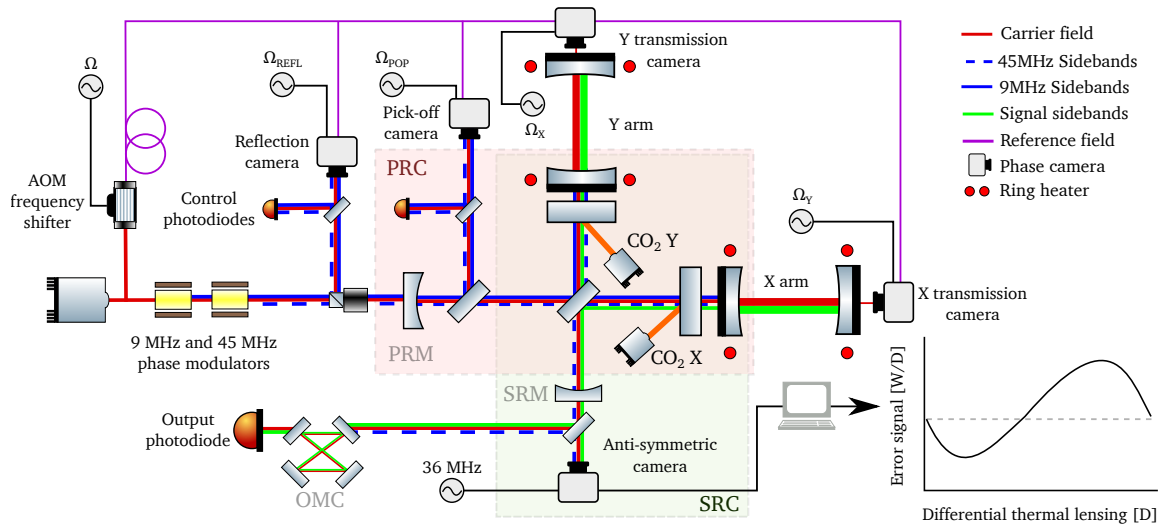 Y transmission
camera
Carrier field
45MHz Sidebands
9MHz Sidebands
Signal sidebands
Reference field
Phase camera
Ring heater
Ω
Ω_REFL
Ω_POP
Pick-off
camera
Ω_X
Reflection
camera
Y arm
AOM
frequency
shifter
Control
photodiodes
PRC
Ω_Y
CO₂ Y
X arm
X transmission
camera
9 MHz and 45 MHz
phase modulators
PRM
CO₂ X
SRM
Output
photodiode
Anti-symmetric
camera
36 MHz
OMC
SRC
Error signal [W/D]
Differential thermal lensing [D]